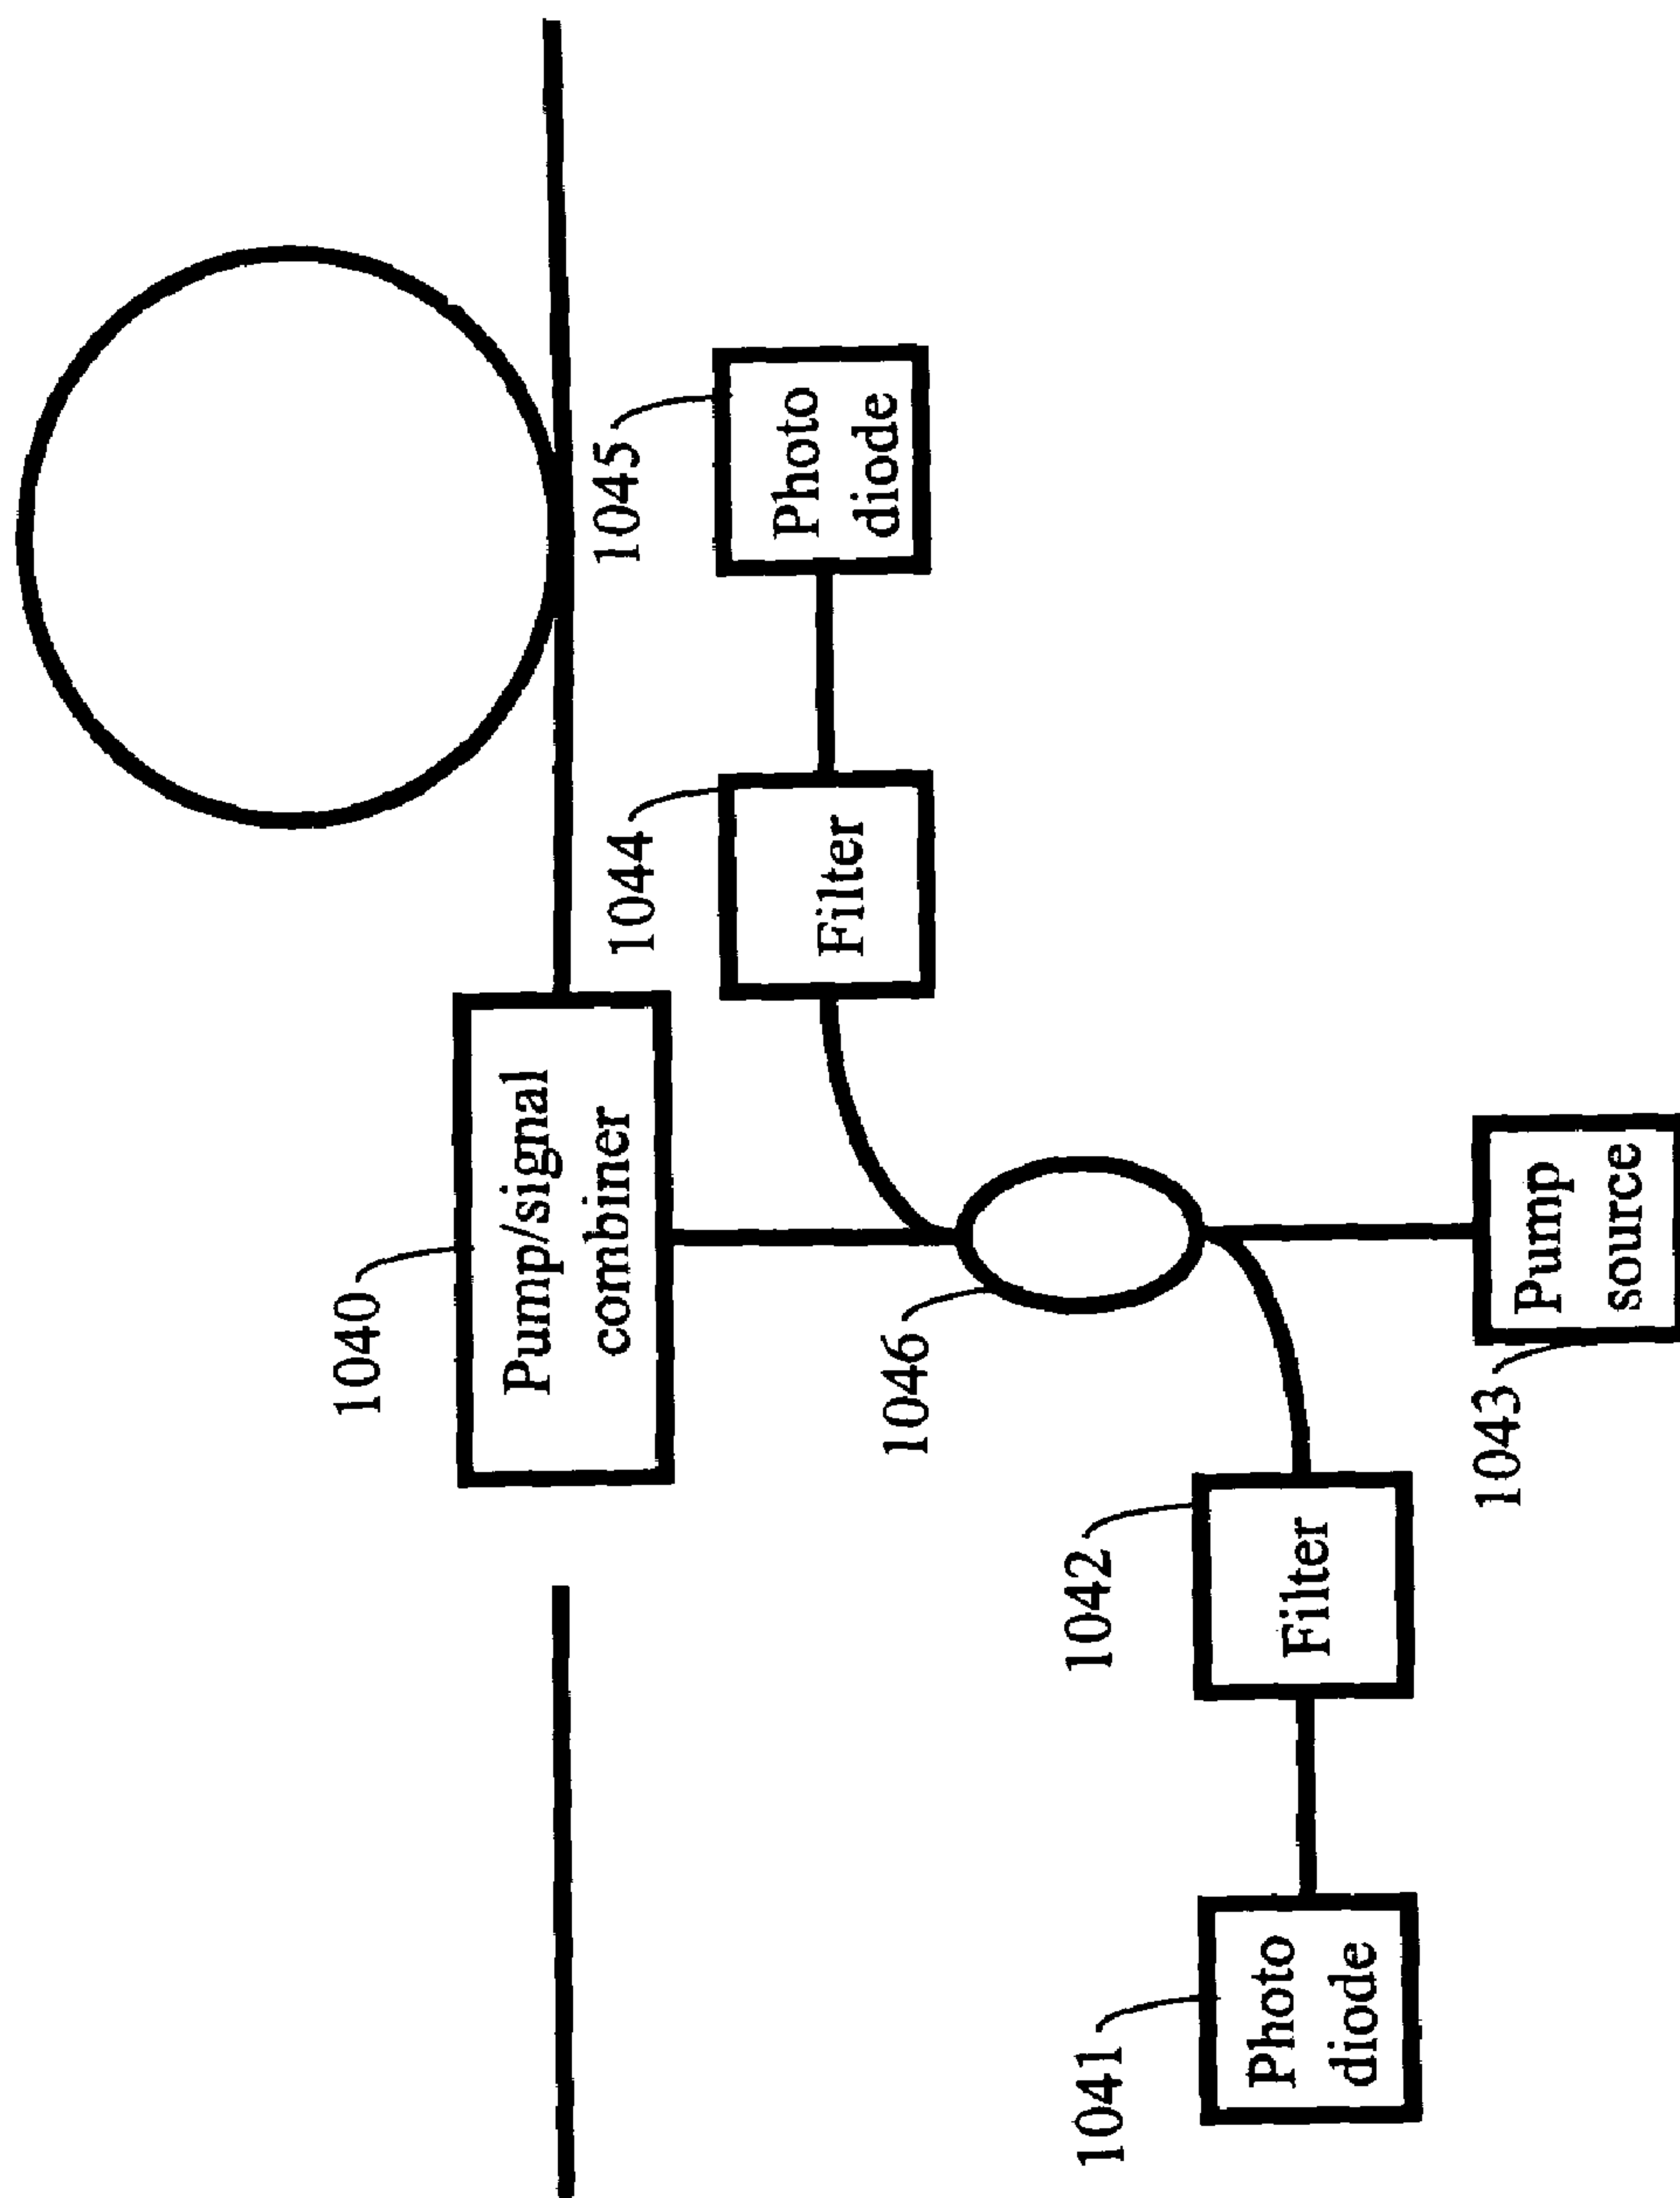 1040
Pump/signal
combiner
1045
Photo
diode
1044
Filter
1046
1042
Filter
1041
Photo
diode
1043
Pump
source